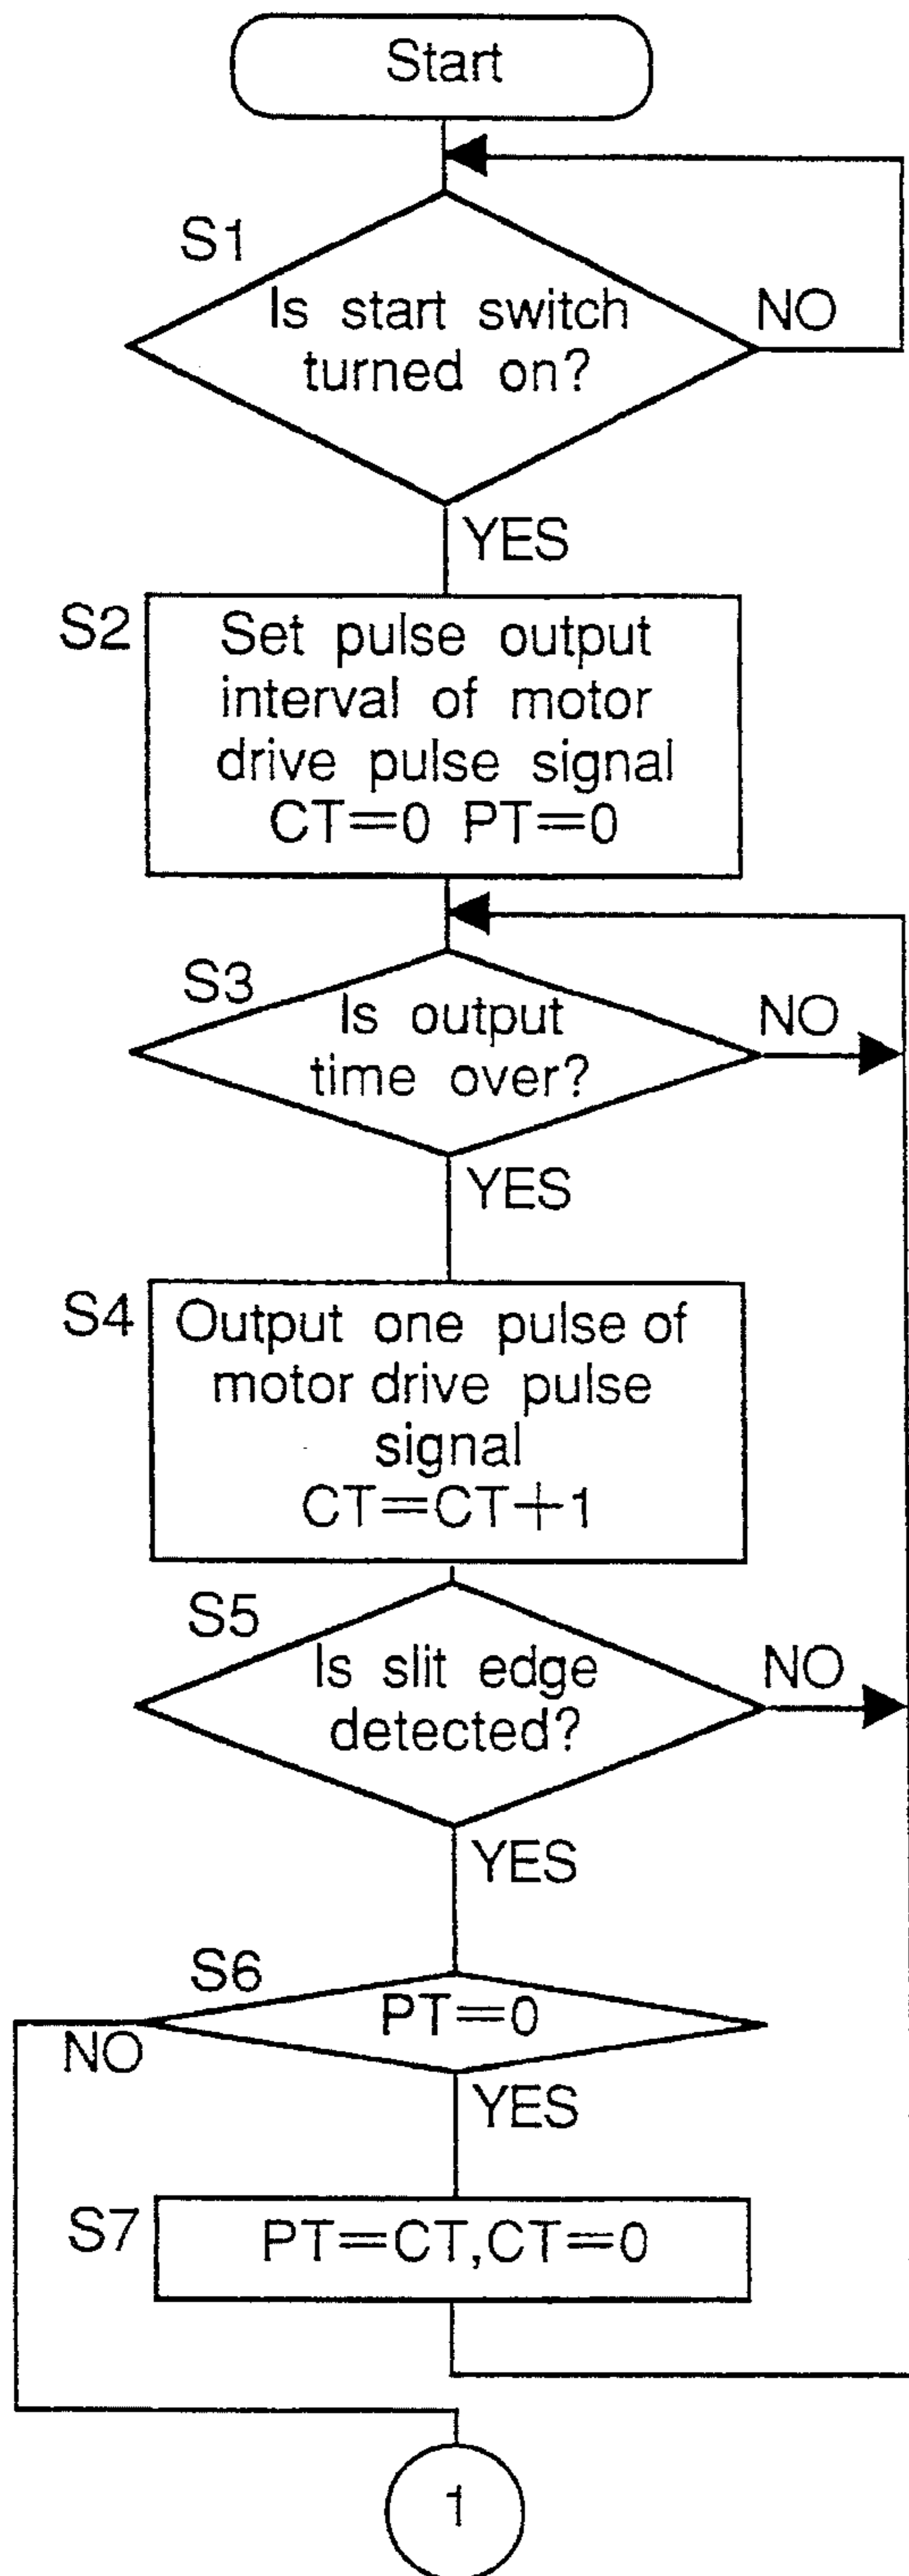 Start
S1
Is start switch
turned on?
NO
YES
S2
Set pulse output
interval of motor
drive pulse signal
CT=0 PT=0
S3
Is output
time over?
NO
YES
S4
Output one pulse of
motor drive pulse
signal
CT=CT+1
S5
Is slit edge
detected?
NO
YES
S6
PT=0
NO
YES
S7
PT=CT,CT=0
1